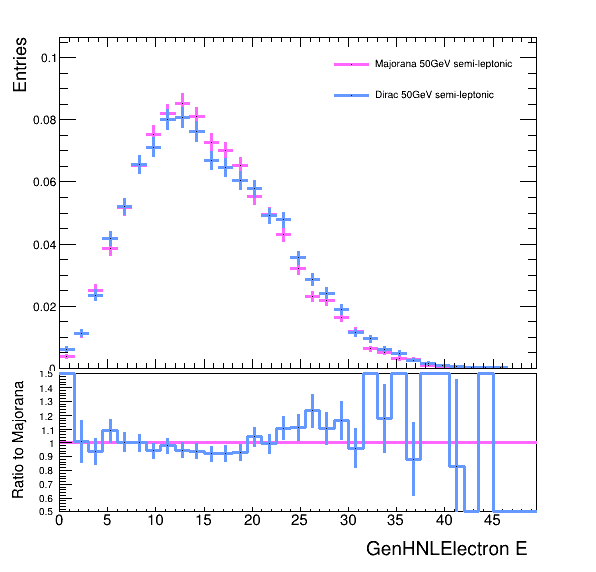 Entries
0.1
0.08
0.06
0.04
0.02
0
Majorana 50GeV semi-leptonic
Dirac 50GeV semi-leptonic
Ratio to Majorana
1.5
1.4
1.3
1.2
1.1
1
0.9
0.8
0.7
0.6
0.5
0 5 10 15 20 25 30 35 40 45
GenHNLElectron E